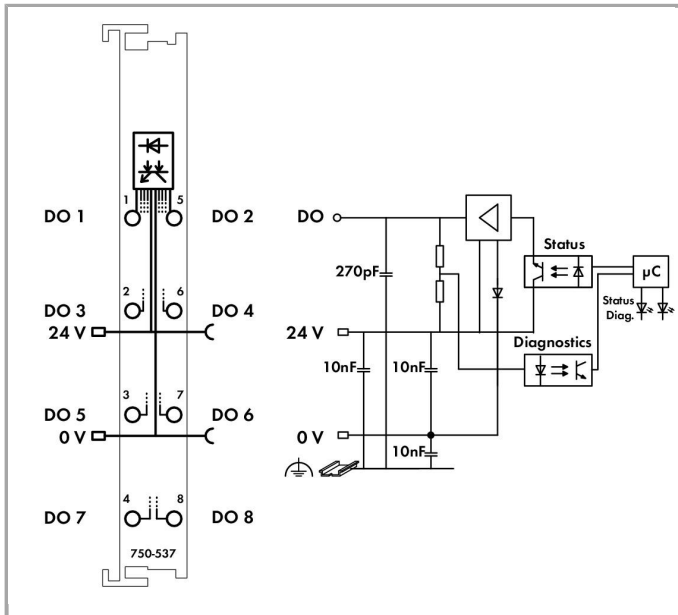 1 5
DO 1 DO 2 DO
Status
270pF
µC
2 6
DO 3 DO 4
Status
Diag.
24 V 24 V
Diagnostics
10nF 10nF
3 7
DO 5 DO 6
0 V 0 V
10nF
4 8
DO 7 DO 8
750-537